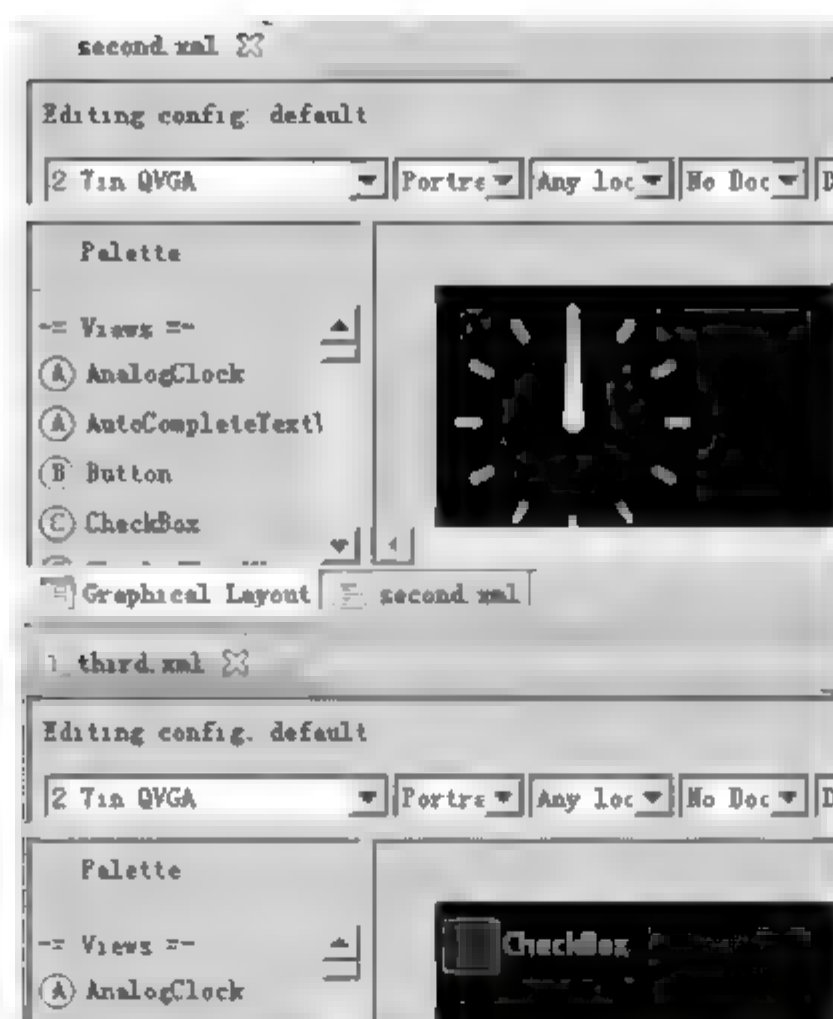 second.xml
Editing config: default
2 7in QVGA Portra Any loc No Doc D
Palette
-= Views =-
AnalogClock
AutoCompleteText
Button
CheckBox
Graphical Layout second.xml
third.xml
Editing config: default
2 7in QVGA Portra Any loc No Doc D
Palette
-= Views =-
CheckBox
AnalogClock